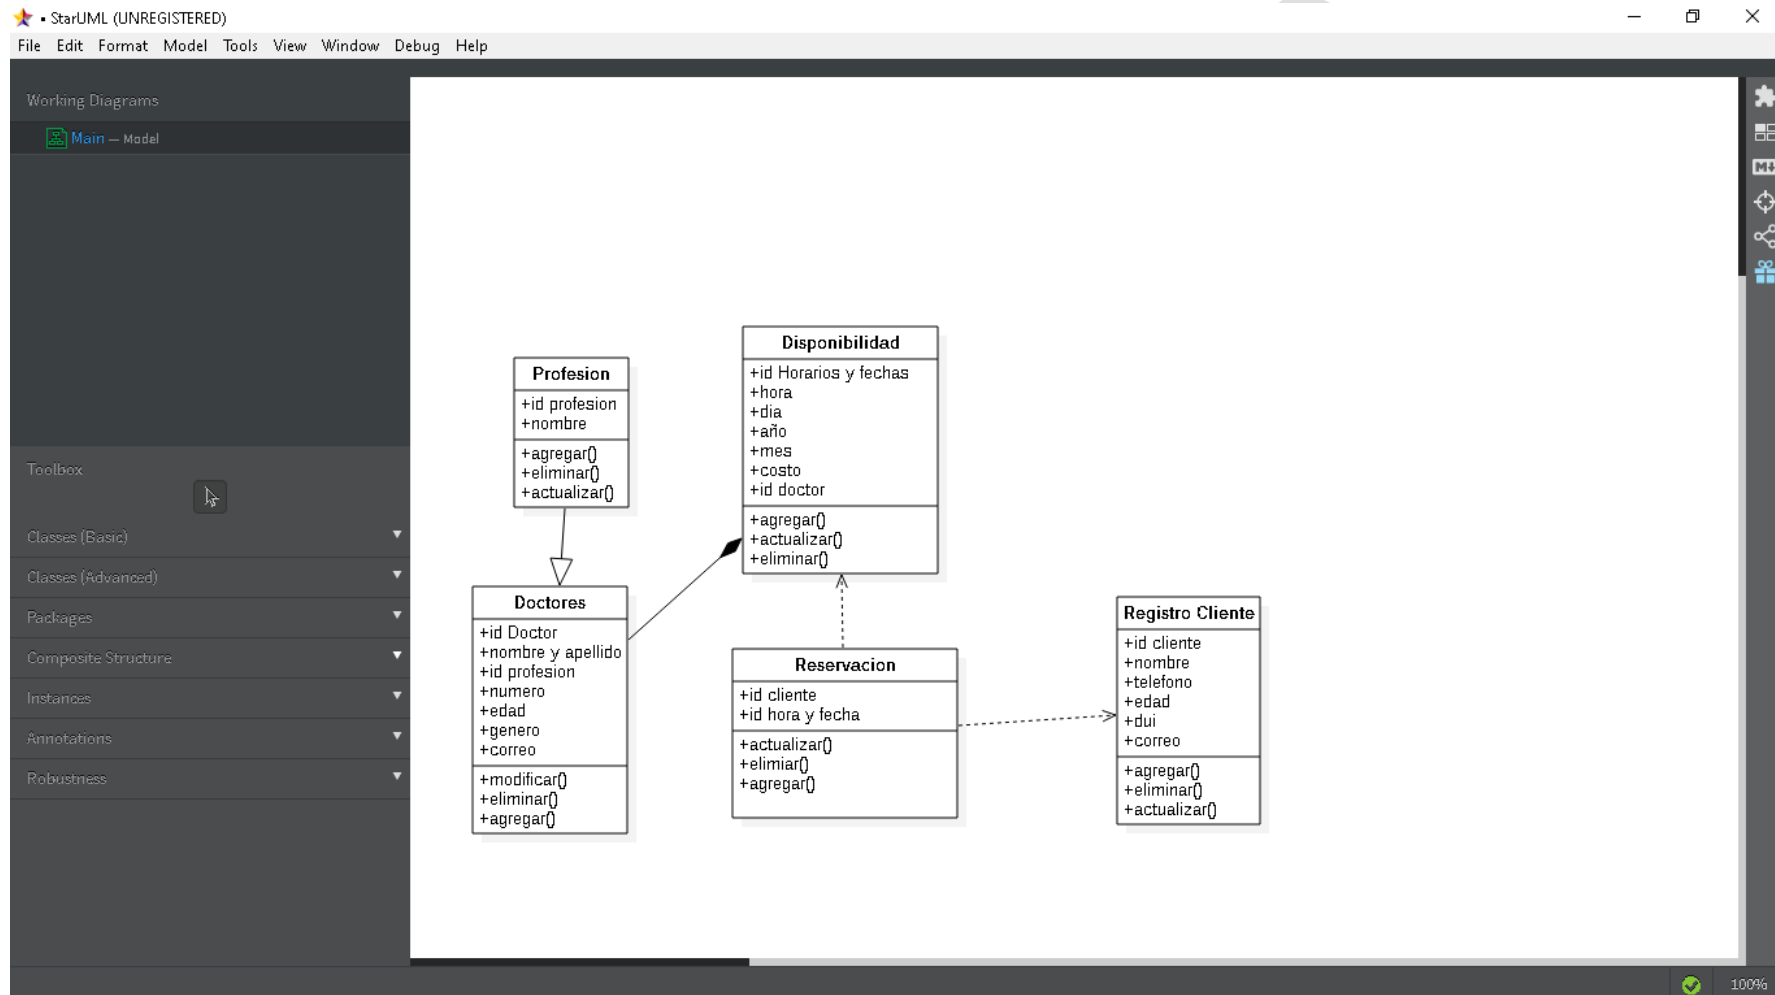 • StarUML (UNREGISTERED)
File Edit Format Model Tools View Window Debug Help
Working Diagrams
Main — Model
Toolbox
Classes (Basic)
Classes (Advanced)
Packages
Composite Structure
Instances
Annotations
Robustness
Profesion
+id profesion
+nombre
+agregar()
+eliminar()
+actualizar()
Disponibilidad
+id Horarios y fechas
+hora
+dia
+año
+mes
+costo
+id doctor
+agregar()
+actualizar()
+eliminar()
Doctores
+id Doctor
+nombre y apellido
+id profesion
+numero
+edad
+genero
+correo
+modificar()
+eliminar()
+agregar()
Reservacion
+id cliente
+id hora y fecha
+actualizar()
+elimiar()
+agregar()
Registro Cliente
+id cliente
+nombre
+telefono
+edad
+dui
+correo
+agregar()
+eliminar()
+actualizar()
M
100%